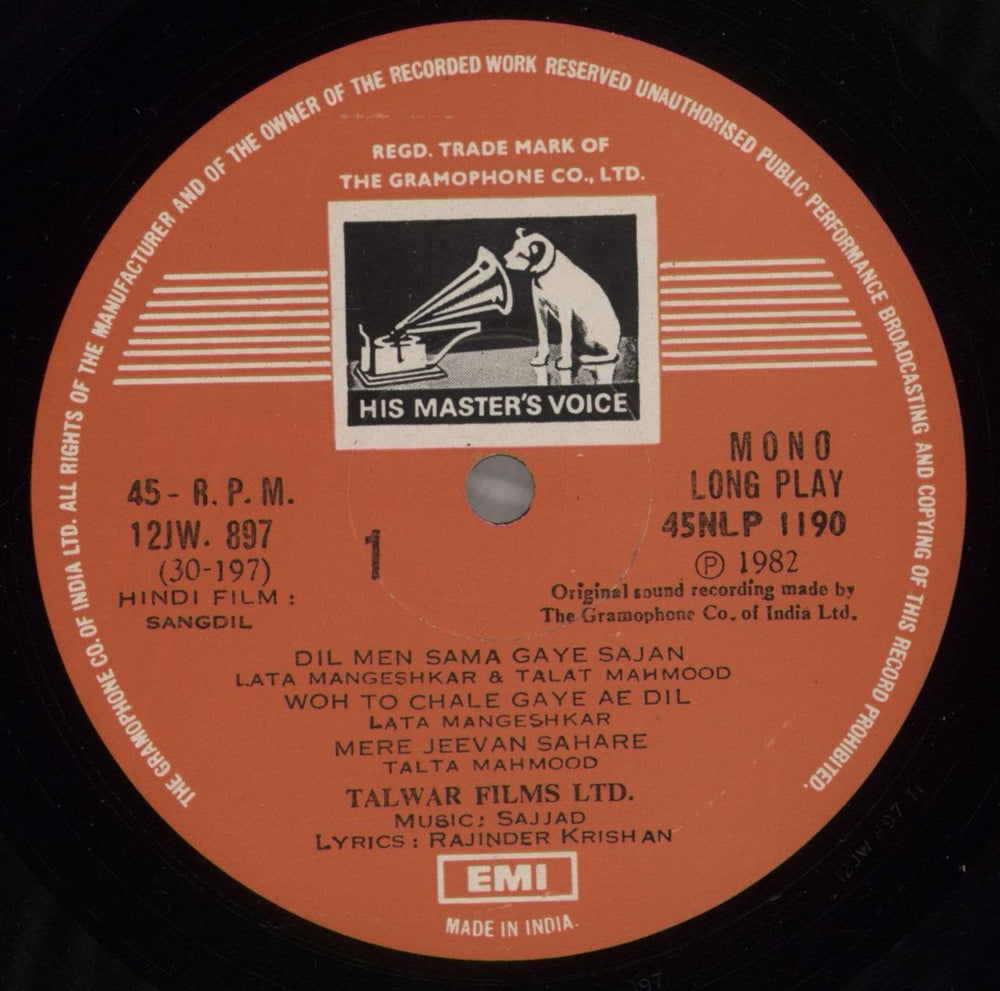 THE GRAMOPHONE CO. OF INDIA LTD. ALL RIGHTS OF THE MANUFACTURER AND OF THE OWNER OF THE RECORDED WORK RESERVED UNAUTHORISED PUBLIC PERFORMANCE BROADCASTING AND COPYING OF THIS RECORD PROHIBITED.
REGD. TRADE MARK OF
THE GRAMOPHONE CO., LTD.
HIS MASTER'S VOICE
45 - R. P. M.
12JW. 897
(30-197)
HINDI FILM :
SANGDIL
1
MONO
LONG PLAY
45NLP 1190
Ⓟ 1982
Original sound recording made by
The Gramophone Co. of India Ltd.
DIL MEN SAMA GAYE SAJAN
LATA MANGESHKAR & TALAT MAHMOOD
WOH TO CHALE GAYE AE DIL
LATA MANGESHKAR
MERE JEEVAN SAHARE
TALTA MAHMOOD
TALWAR FILMS LTD.
MUSIC: SAJJAD
LYRICS : RAJINDER KRISHAN
EMI
MADE IN INDIA.